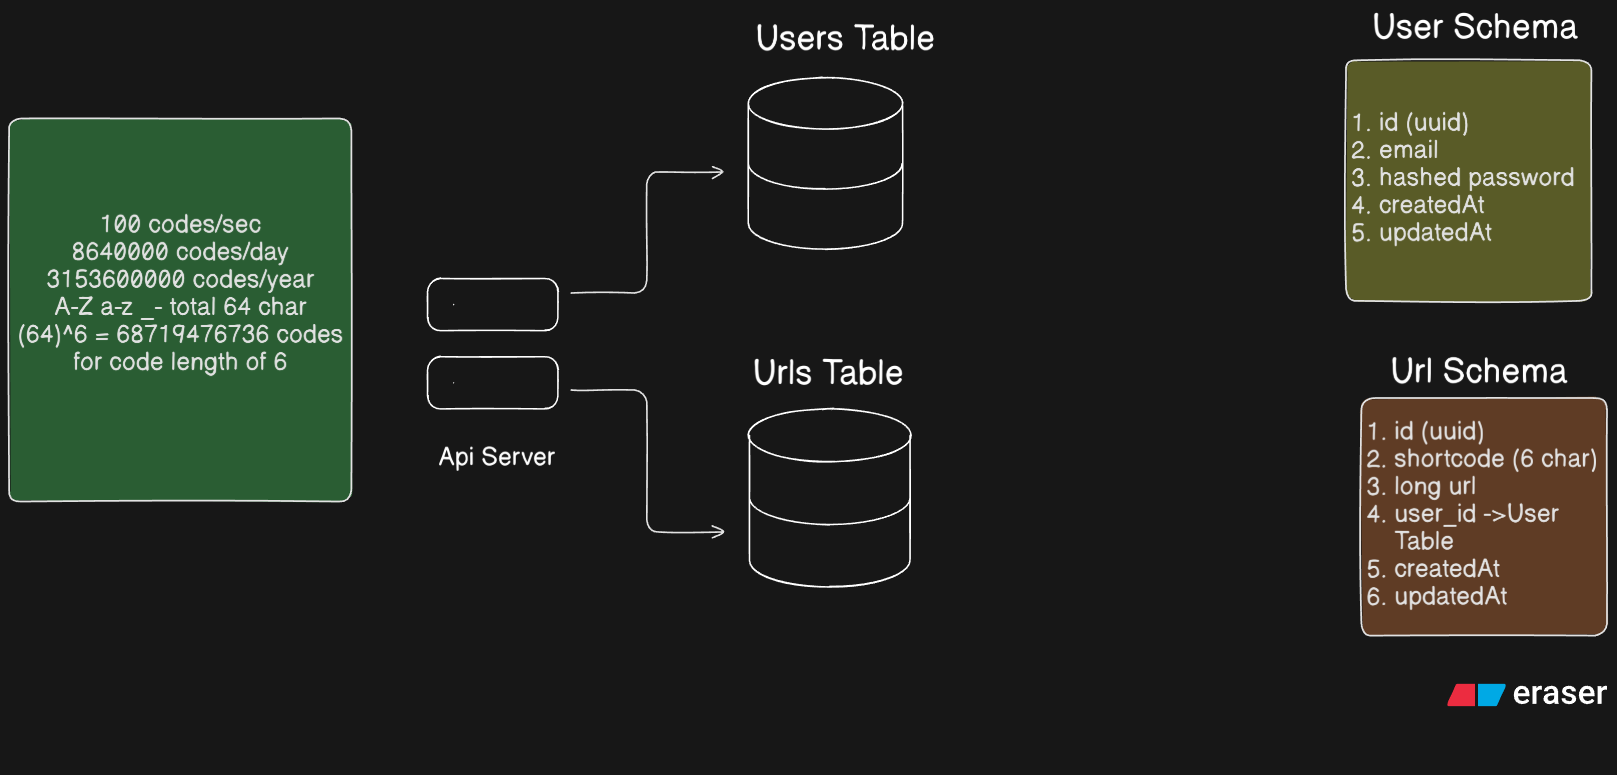 100 codes/sec
8640000 codes/day
3153600000 codes/year
A-Z a-z _- total 64 char
(64)^6 = 68719476736 codes
for code length of 6
Api Server
Users Table
Urls Table
User Schema
1. id (uuid)
2. email
3. hashed password
4. createdAt
5. updatedAt
Url Schema
1. id (uuid)
2. shortcode (6 char)
3. long url
4. user_id ->User
Table
5. createdAt
6. updatedAt
eraser